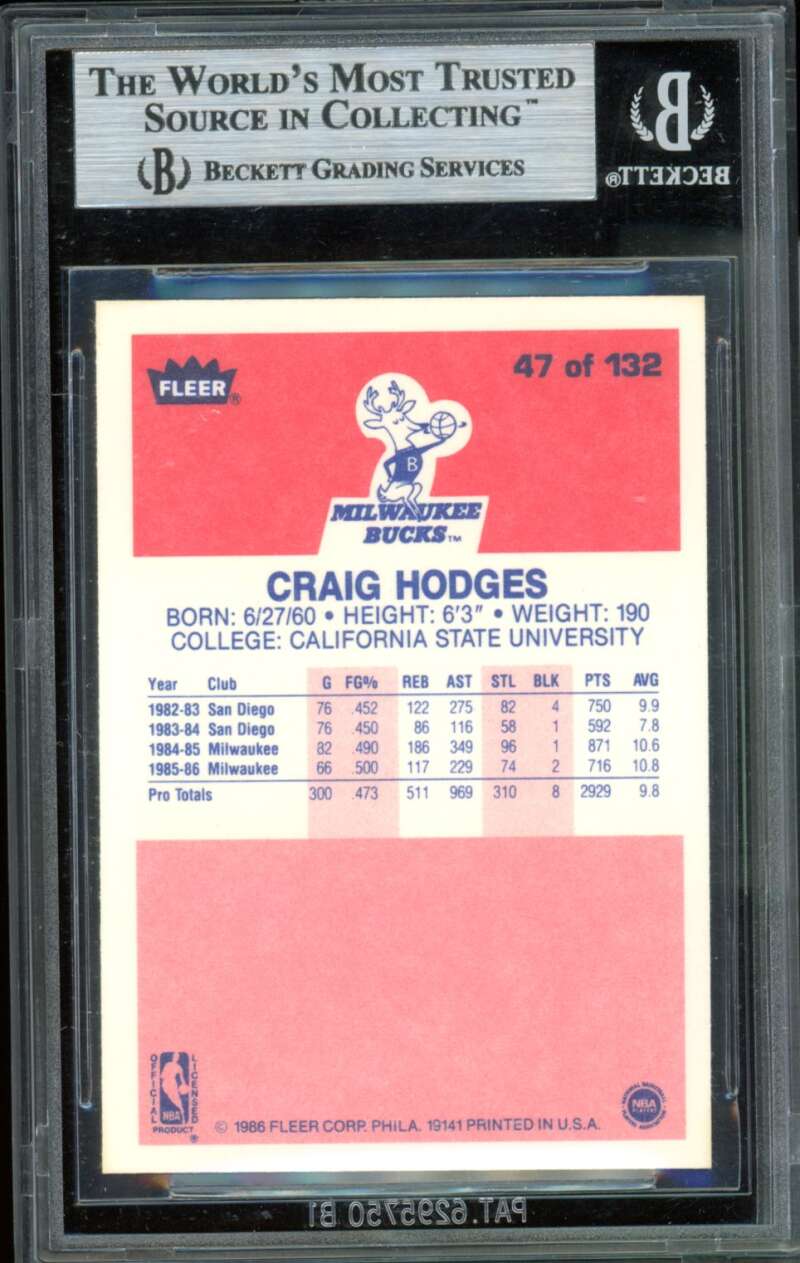 THE WORLD'S MOST TRUSTED
SOURCE IN COLLECTING™
(B) BECKETT GRADING SERVICES
B
BECKETT®
FLEER®
47 of 132
B
MILWAUKEE
BUCKS™
CRAIG HODGES
BORN: 6/27/60 • HEIGHT: 6'3" • WEIGHT: 190
COLLEGE: CALIFORNIA STATE UNIVERSITY
Year Club G FG% REB AST STL BLK PTS AVG
1982-83 San Diego 76 .452 122 275 82 4 750 9.9
1983-84 San Diego 76 .450 86 116 58 1 592 7.8
1984-85 Milwaukee 82 .490 186 349 96 1 871 10.6
1985-86 Milwaukee 66 .500 117 229 74 2 716 10.8
Pro Totals 300 .473 511 969 310 8 2929 9.8
OFFICIAL
LICENSED
NBA
PRODUCT®
© 1986 FLEER CORP. PHILA. 19141 PRINTED IN U.S.A.
NATIONAL BASKETBALL
NBA
PLAYERS
ASSOCIATION
PAT.6295750 B1